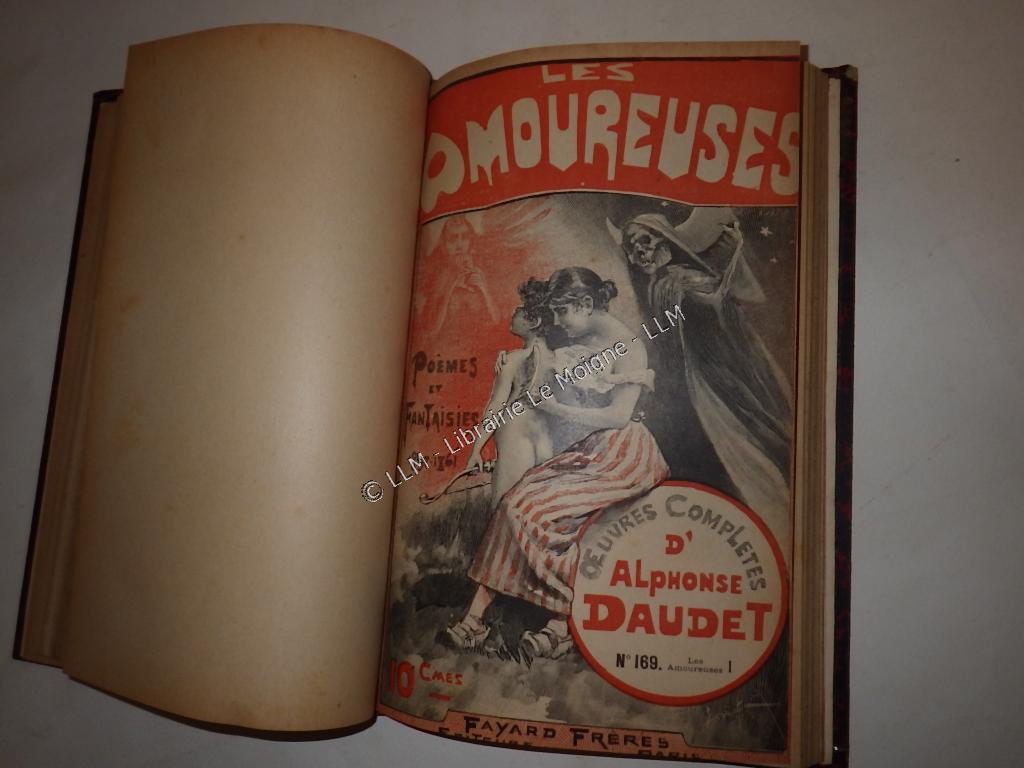 LES
AMOUREUSES
POÈMES
ET
FANTAISIES
ŒUVRES COMPLÈTES
D'
ALPHONSE
DAUDET
N° 169. Les Amoureuses I
10 CMES
FAYARD FRÈRES
© LLM - Librairie Le Moigne - LLM